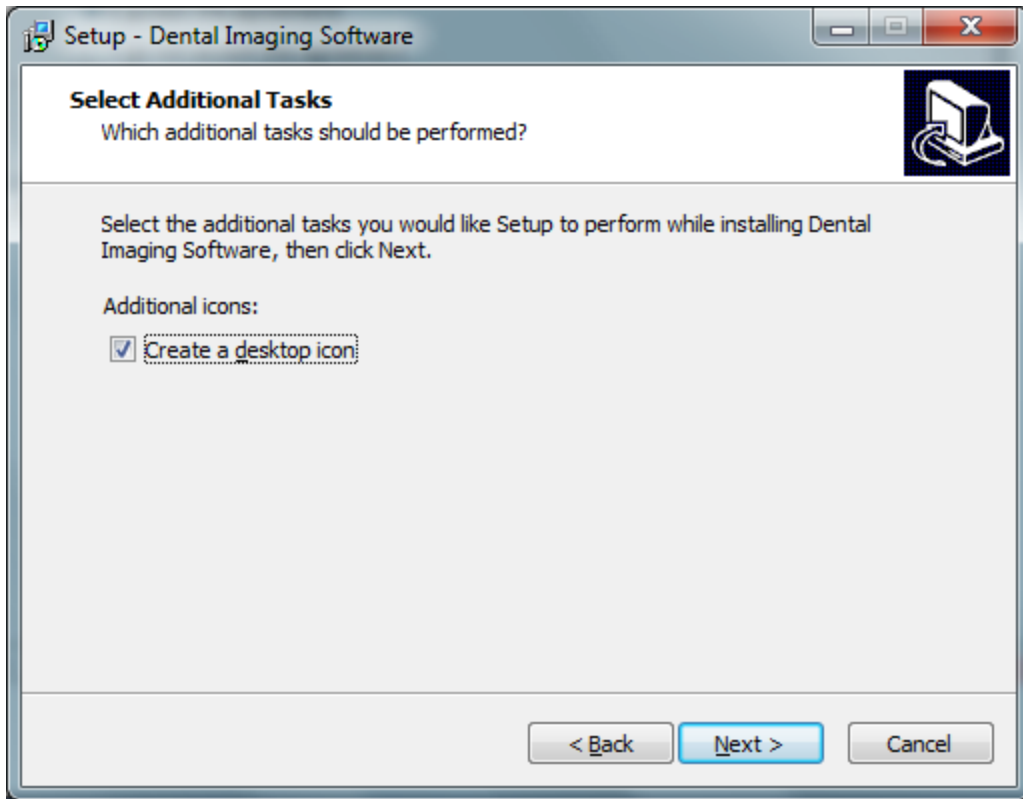 Setup - Dental Imaging Software
Select Additional Tasks
Which additional tasks should be performed?
Select the additional tasks you would like Setup to perform while installing Dental
Imaging Software, then click Next.
Additional icons:
Create a desktop icon
< Back Next > Cancel